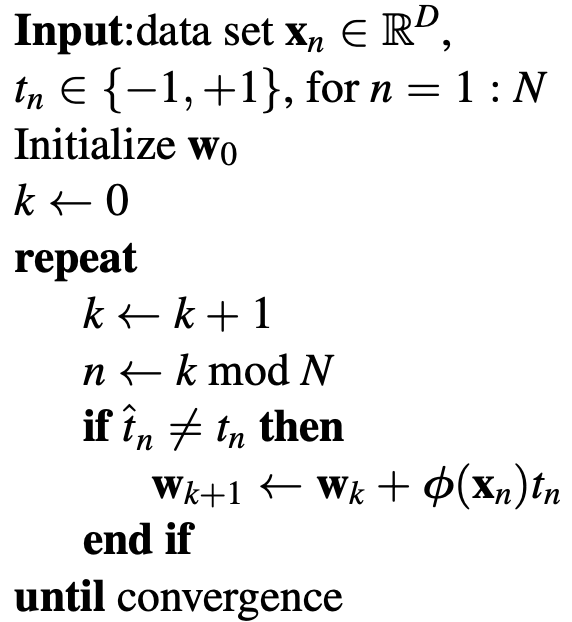 Input:data set 𝐱ₙ ∈ ℝᴰ,
tₙ ∈ {−1, +1}, for n = 1 : N
Initialize 𝐰₀
k ← 0
repeat
k ← k + 1
n ← k mod N
if t̂ₙ ≠ tₙ then
𝐰ₖ₊₁ ← 𝐰ₖ + ϕ(𝐱ₙ)tₙ
end if
until convergence